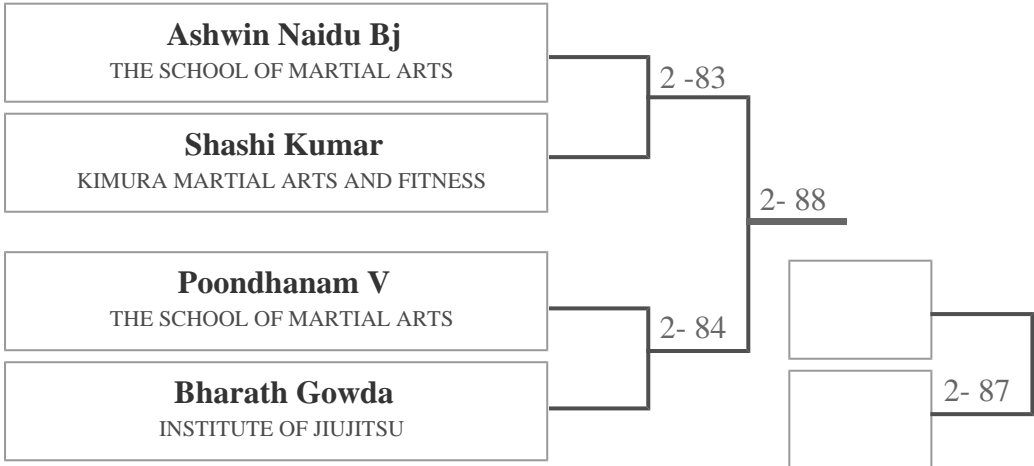 Ashwin Naidu Bj
THE SCHOOL OF MARTIAL ARTS
2 -83
Shashi Kumar
KIMURA MARTIAL ARTS AND FITNESS
2- 88
Poondhanam V
THE SCHOOL OF MARTIAL ARTS
2- 84
Bharath Gowda
INSTITUTE OF JIUJITSU
2- 87